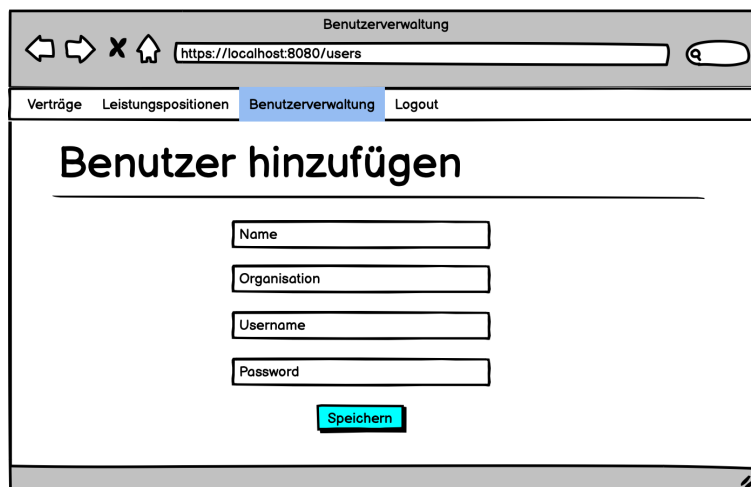 Benutzerverwaltung
https://localhost:8080/users
Verträge Leistungspositionen Benutzerverwaltung Logout
Benutzer hinzufügen
Name
Organisation
Username
Password
Speichern